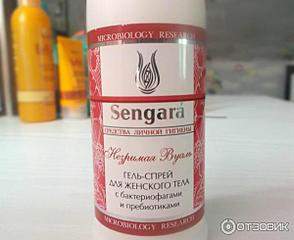 MICROBIOLOGY RESEARCH
Sengara
СРЕДСТВА ЛИЧНОЙ ГИГИЕНЫ
Незримая Вуаль
ГЕЛЬ-СПРЕЙ
ДЛЯ ЖЕНСКОГО ТЕЛА
с бактериофагами и
пребиотиками
MICROBIOLOGY RESEARCH
ОТЗОВИК